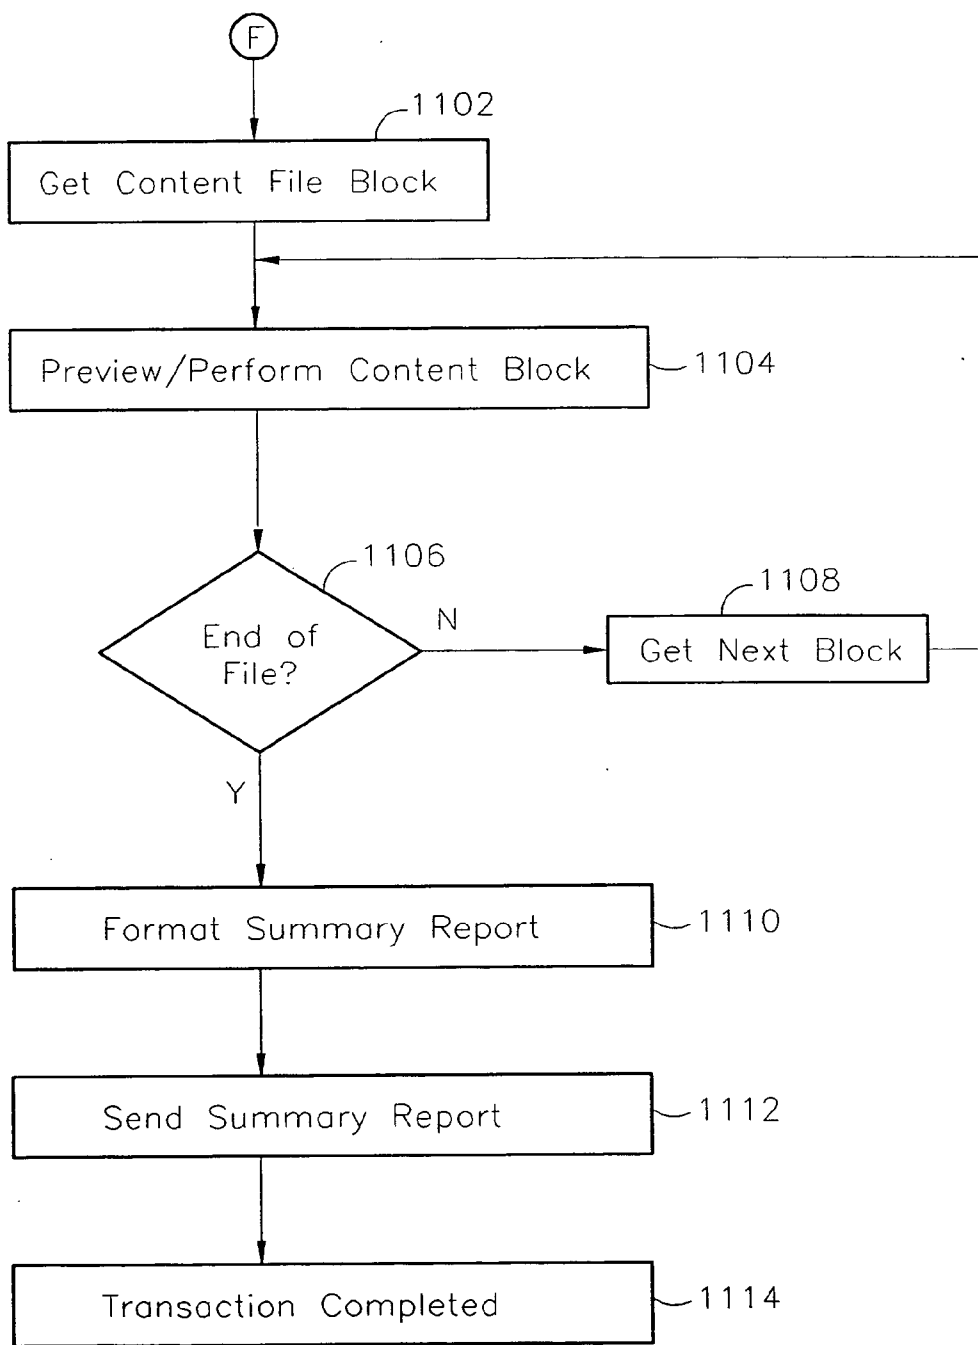 F
1102
Get Content File Block
Preview/Perform Content Block
1104
1106
End of
File?
N
1108
Get Next Block
Y
Format Summary Report
1110
Send Summary Report
1112
Transaction Completed
1114